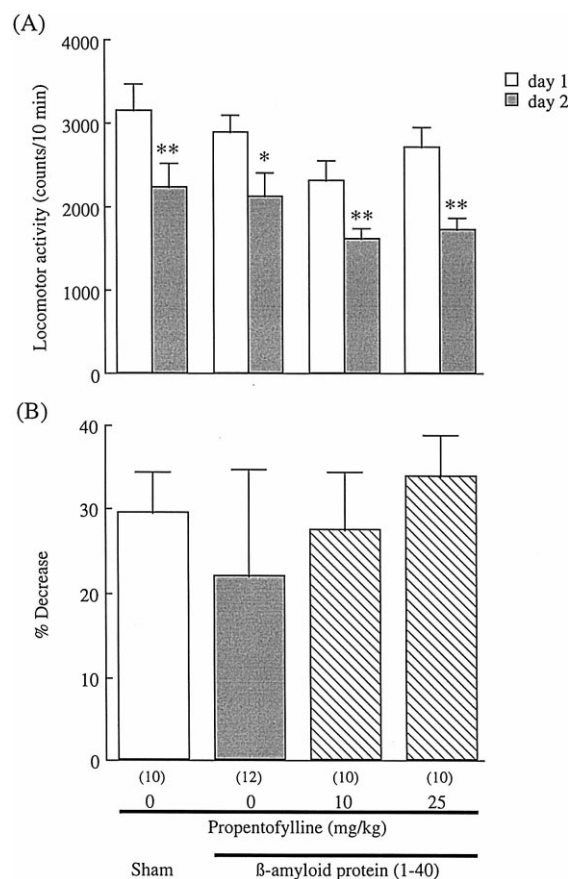 (A)
4000
3000
2000
1000
0
Locomotor activity (counts/10 min)
day 1
day 2
**
*
**
**
(B)
40
30
20
10
0
% Decrease
(10) (12) (10) (10)
0 0 10 25
Propentofylline (mg/kg)
Sham ß-amyloid protein (1-40)